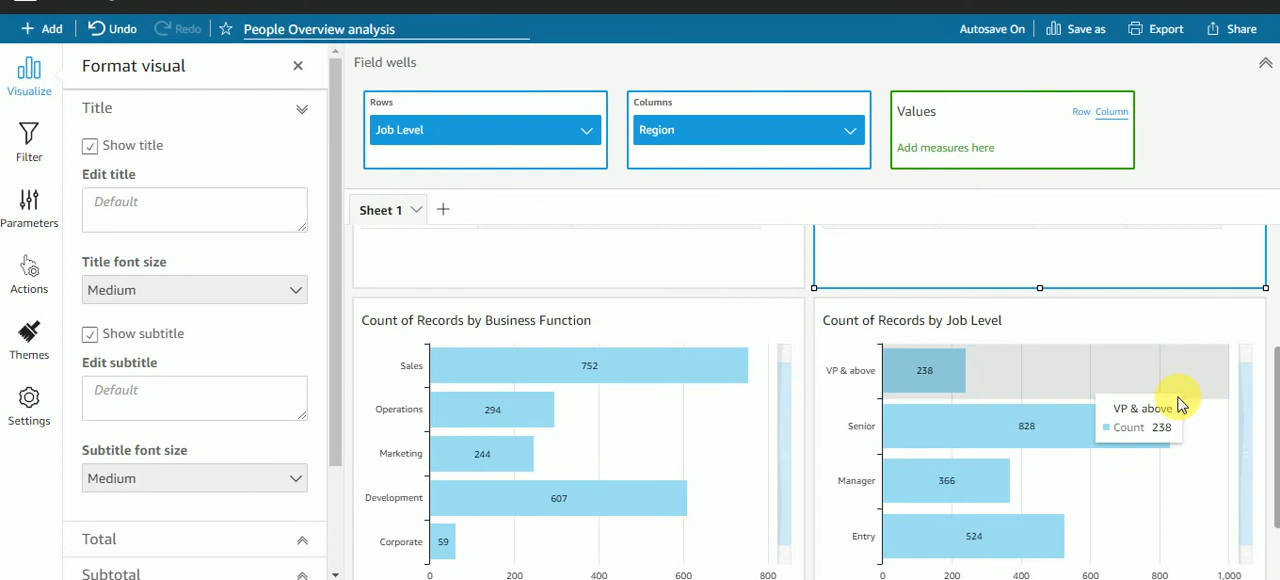 Add
Undo
Redo
People Overview analysis
Autosave On
Save as
Export
Share
Visualize
Filter
Parameters
Actions
Themes
Settings
Format visual
Title
Show title
Edit title
Default
Title font size
Medium
Show subtitle
Edit subtitle
Default
Subtitle font size
Medium
Total
Subtotal
Field wells
Rows
Job Level
Columns
Region
Values
Row Column
Add measures here
Sheet 1
Count of Records by Business Function
Sales 752
Operations 294
Marketing 244
Development 607
Corporate 59
0 200 400 600 800
Count of Records by Job Level
VP & above 238
Senior 828
Manager 366
Entry 524
0 200 400 600 800 1,000
VP & above
Count 238